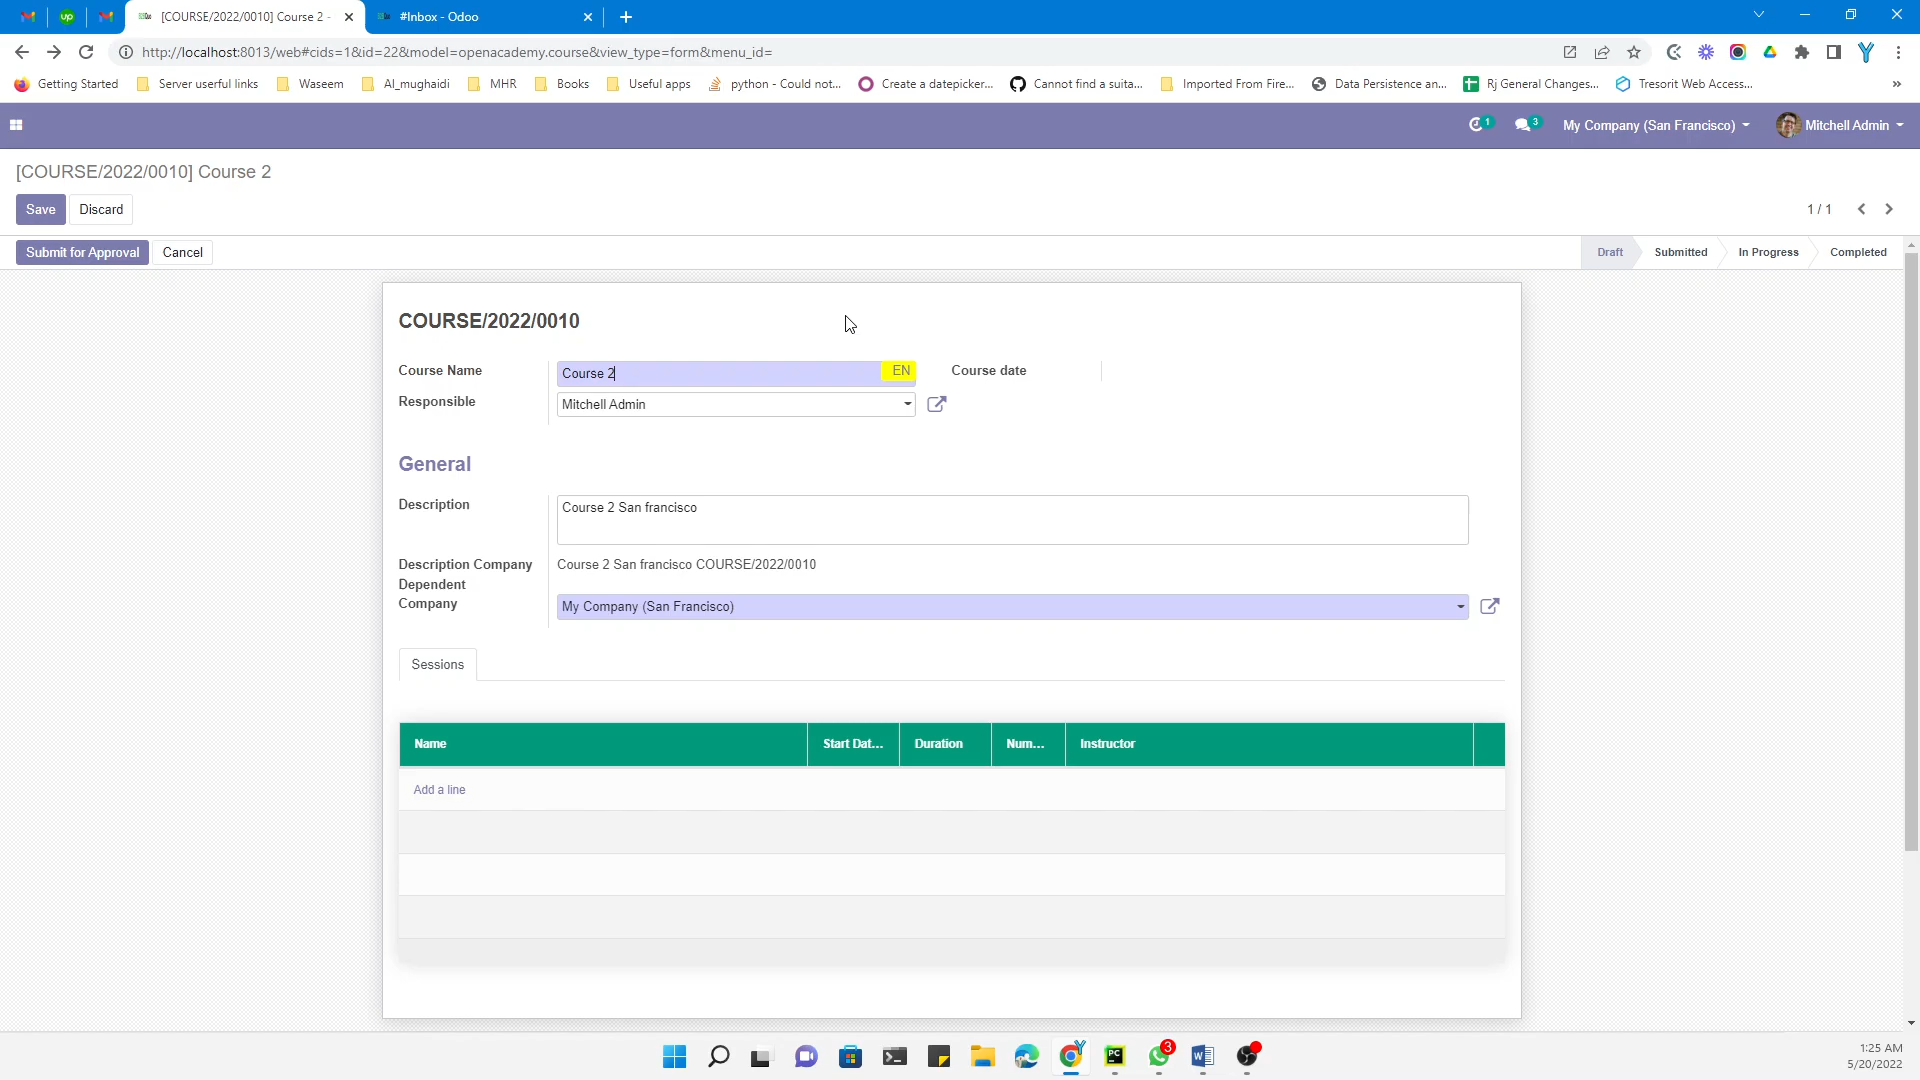 [COURSE/2022/0010] Course 2 -
#Inbox - Odoo
http://localhost:8013/web#cids=1&id=22&model=openacademy.course&view_type=form&menu_id=
Getting Started Server userful links Waseem Al_mughaidi MHR Books Useful apps python - Could not... Create a datepicker... Cannot find a suita... Imported From Fire... Data Persistence an... Rj General Changes... Tresorit Web Access... »
1 3 My Company (San Francisco) Mitchell Admin
[COURSE/2022/0010] Course 2
Save Discard 1 / 1
Submit for Approval Cancel Draft Submitted In Progress Completed
COURSE/2022/0010
Course Name Course 2 EN Course date
Responsible Mitchell Admin
General
Description Course 2 San francisco
Description Company Dependent Course 2 San francisco COURSE/2022/0010
Company My Company (San Francisco)
Sessions
Name Start Dat... Duration Num... Instructor
Add a line
3
1:25 AM
5/20/2022